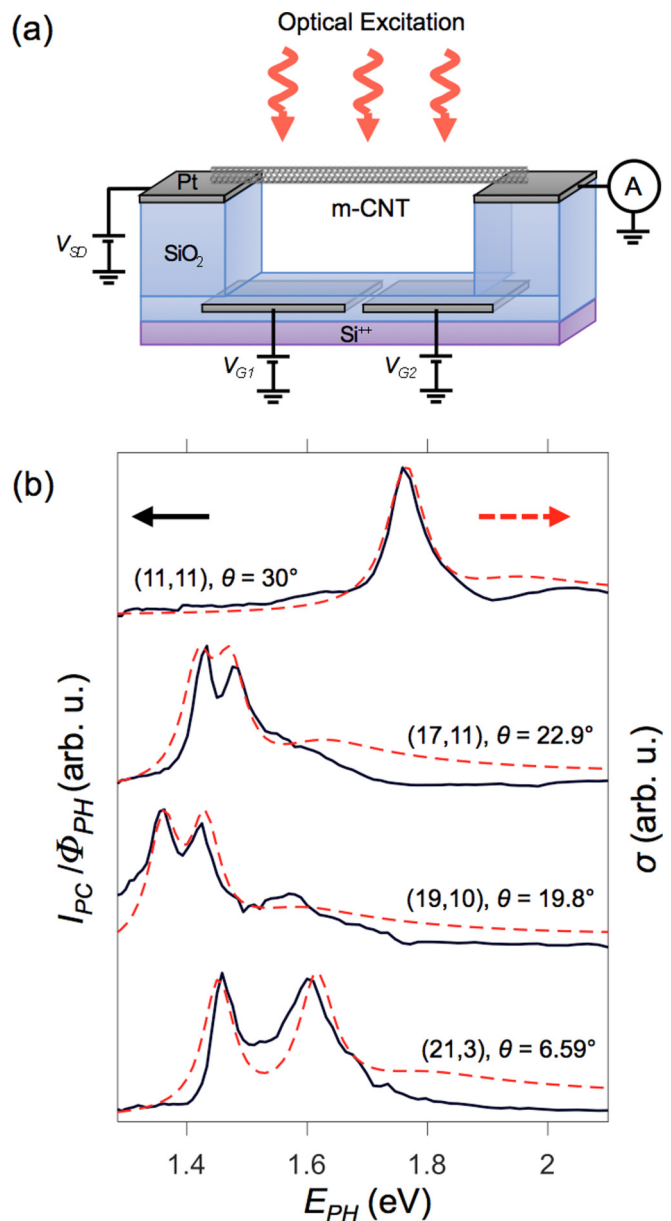 (a)
Optical Excitation
Pt
m-CNT
A
V_SD
SiO₂
Si⁺⁺
V_G1
V_G2
(b)
(11,11), θ = 30°
(17,11), θ = 22.9°
(19,10), θ = 19.8°
(21,3), θ = 6.59°
I_PC /Φ_PH (arb. u.)
σ (arb. u.)
1.4 1.6 1.8 2
E_PH (eV)